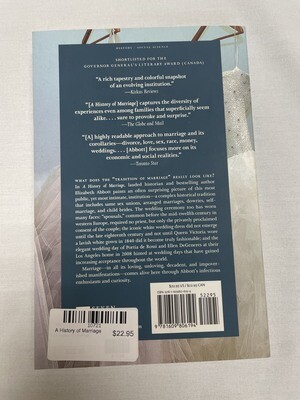 HISTORY / SOCIAL SCIENCE
SHORTLISTED FOR THE
GOVERNOR GENERAL'S LITERARY AWARD (CANADA)
"A rich tapestry and colorful snapshot
of an evolving institution."
—Kirkus Reviews
"[A History of Marriage] captures the diversity of
experiences even among families that superficially seem
alike. . . . sure to provoke and surprise."
—The Globe and Mail
"[A] highly readable approach to marriage and its
corollaries—divorce, love, sex, race, money,
weddings. . . . [Abbott] focuses more on its
economic and social realities."
—Toronto Star
WHAT DOES THE "TRADITION OF MARRIAGE" REALLY LOOK LIKE?
In A History of Marriage, lauded historian and bestselling author
Elizabeth Abbott paints an often surprising picture of this most
public, yet most intimate, institution—a complex historical tradition
that includes same sex unions, arranged marriages, dowries, self-
marriages, and child brides. The wedding ceremony too has worn
many faces: "spousals," common before the mid twelfth century in
western Europe, required no priest, but only the privately proclaimed
consent of the couple; the iconic white wedding dress did not emerge
until the late eighteenth century and not until Queen Victoria wore
a lavish white gown in 1840 did it become truly fashionable; and the
elegant wedding day of Portia de Rossi and Ellen DeGeneres at their
Los Angeles home in 2008 hinted at wedding days that have gained
increasing acceptance throughout the world.
Marriage—in all its loving, unloving, decadent, and impover-
ished manifestations—comes alive here through Abbott's infectious
enthusiasm and curiosity.
10723
A History of Marriage
$22.95
52295
9 781609 806194